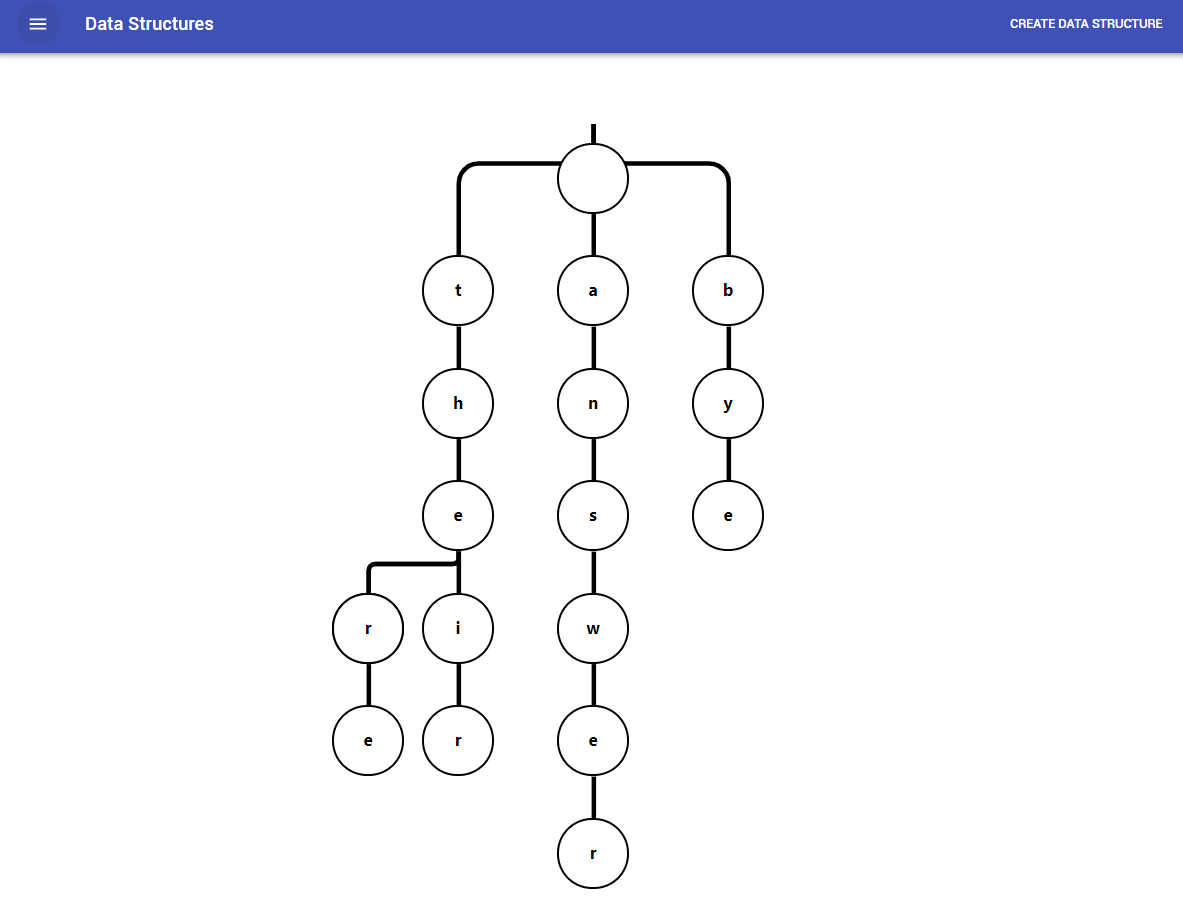 Data Structures
CREATE DATA STRUCTURE
t a b
h n y
e s e
r i w
e r e
r